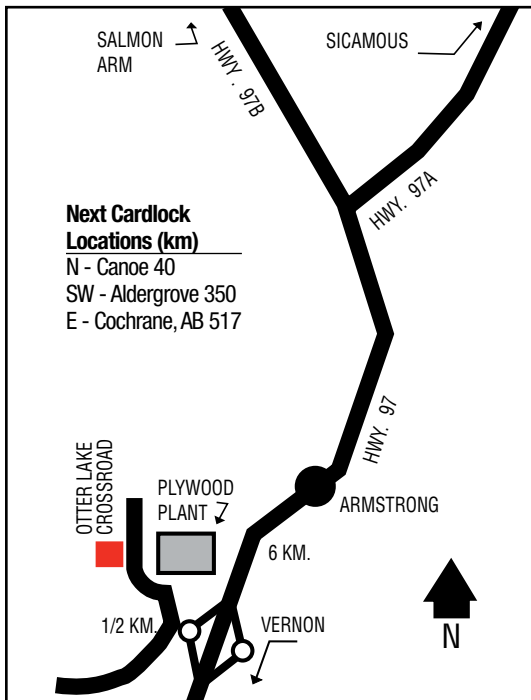 SALMON
ARM
SICAMOUS
HWY. 97B
HWY. 97A
Next Cardlock
Locations (km)
N - Canoe 40
SW - Aldergrove 350
E - Cochrane, AB 517
HWY. 97
OTTER LAKE
CROSSROAD
PLYWOOD
PLANT
ARMSTRONG
6 KM.
1/2 KM.
VERNON
N